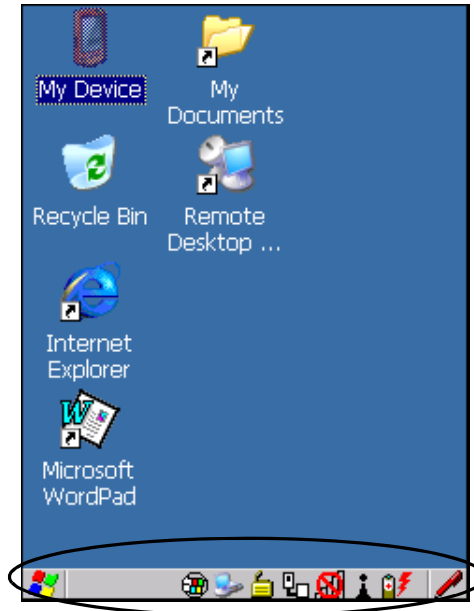 My Device
My
Documents
Recycle Bin
Remote
Desktop ...
Internet
Explorer
Microsoft
WordPad